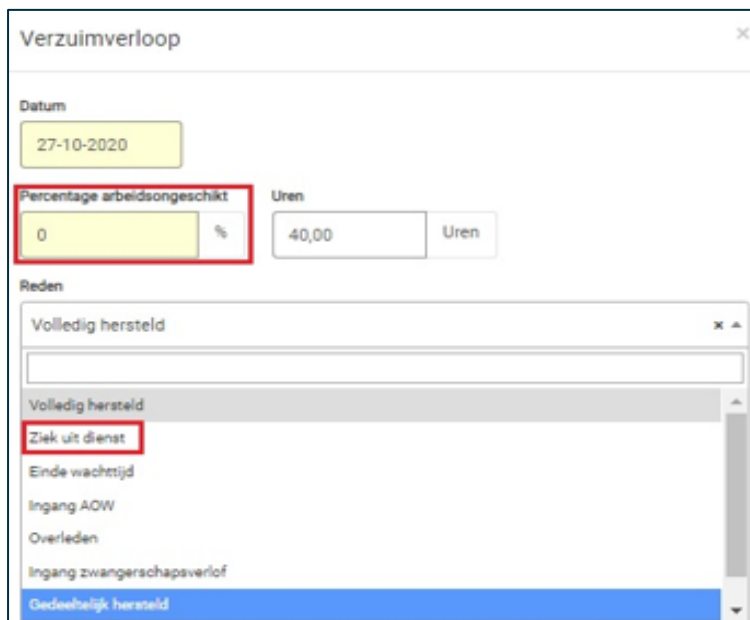 Verzuimverloop ×
Datum
27-10-2020
Percentage arbeidsongeschikt Uren
0 % 40,00 Uren
Reden
Volledig hersteld ×
Volledig hersteld
Ziek uit dienst
Einde wachttijd
Ingang AOW
Overleden
Ingang zwangerschapsverlof
Gedeeltelijk hersteld